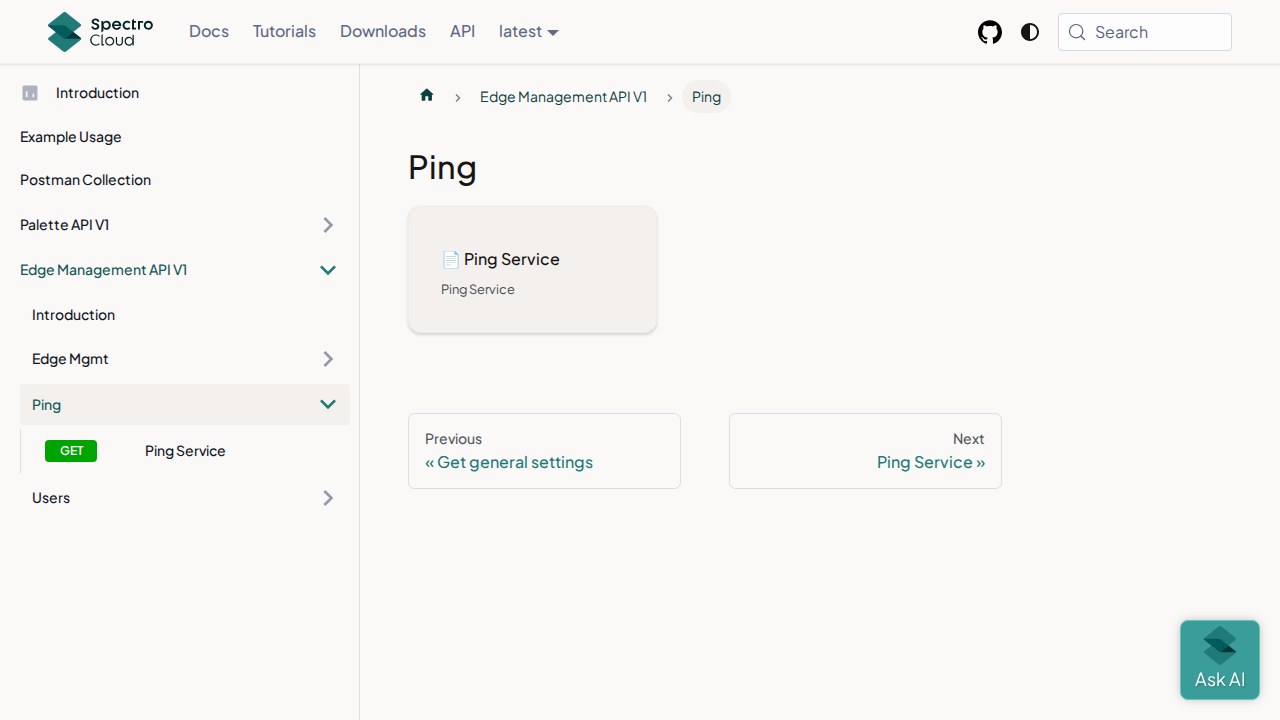 Spectro Cloud
Docs
Tutorials
Downloads
API
latest
Search
Introduction
Example Usage
Postman Collection
Palette API V1
Edge Management API V1
Introduction
Edge Mgmt
Ping
GET Ping Service
Users
Edge Management API V1
Ping
Ping
📄 Ping Service
Ping Service
Previous
« Get general settings
Next
Ping Service »
Ask AI